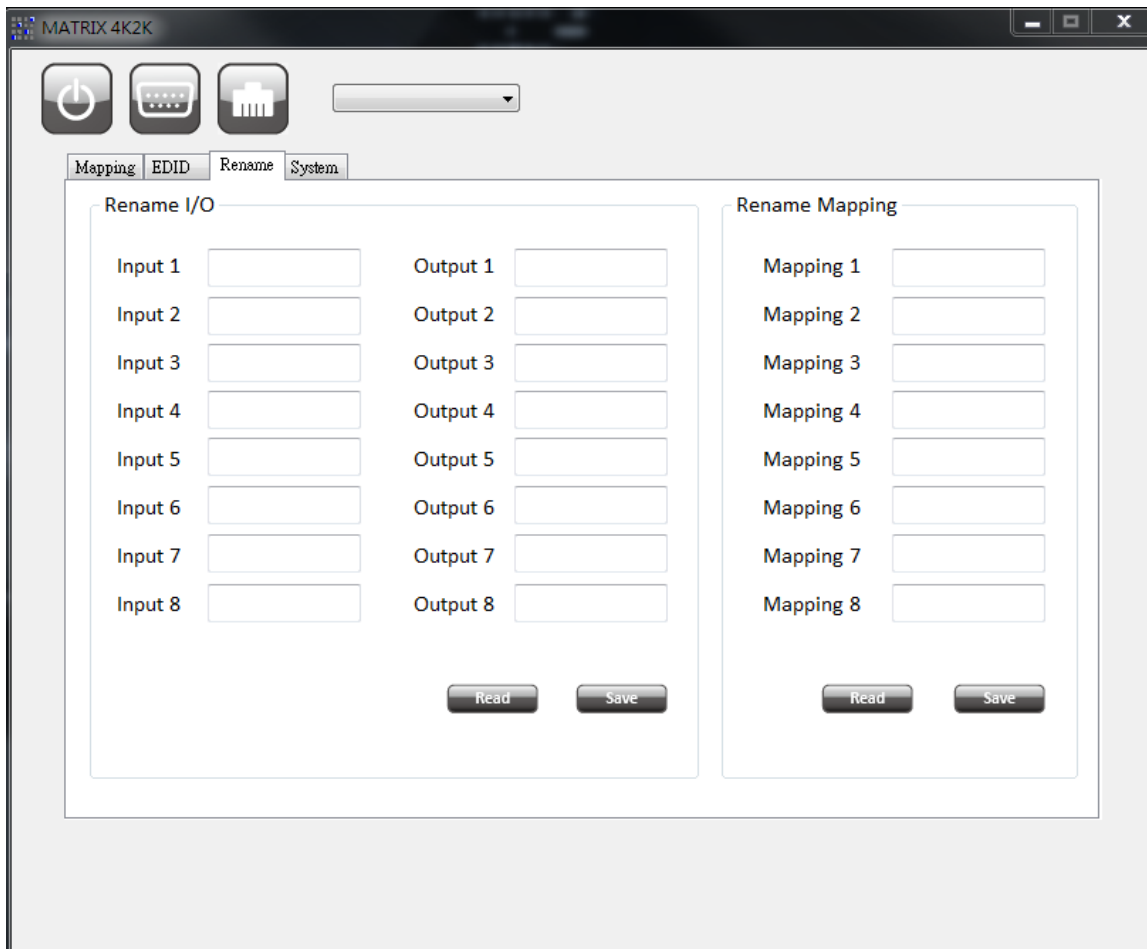 MATRIX 4K2K
Mapping EDID Rename System
Rename I/O
Input 1 Output 1
Input 2 Output 2
Input 3 Output 3
Input 4 Output 4
Input 5 Output 5
Input 6 Output 6
Input 7 Output 7
Input 8 Output 8
Read Save
Rename Mapping
Mapping 1
Mapping 2
Mapping 3
Mapping 4
Mapping 5
Mapping 6
Mapping 7
Mapping 8
Read Save